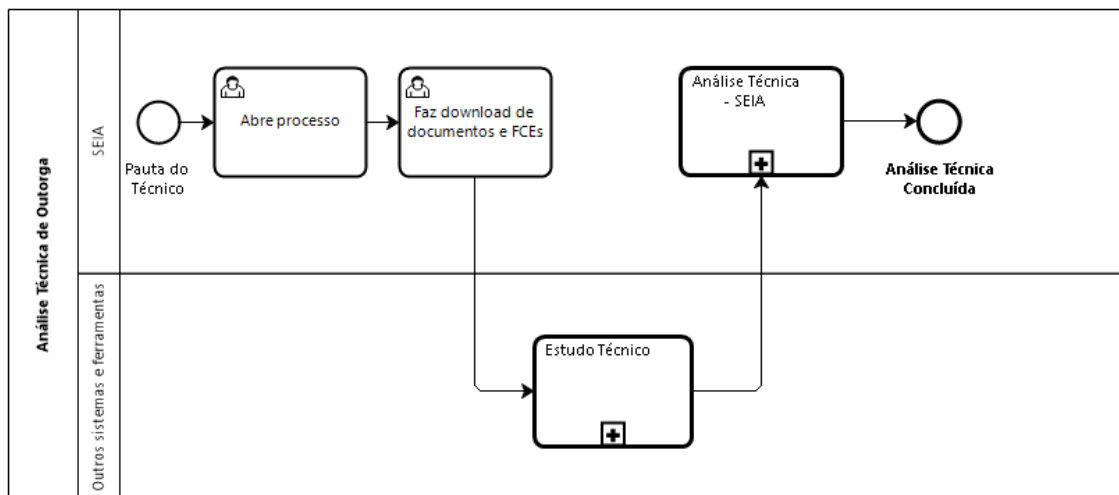 Análise Técnica de Outorga
SEIA
Pauta do
Técnico
Abre processo
Faz download de
documentos e FCEs
Análise Técnica
- SEIA
Análise Técnica
Concluída
Outros sistemas e ferramentas
Estudo Técnico